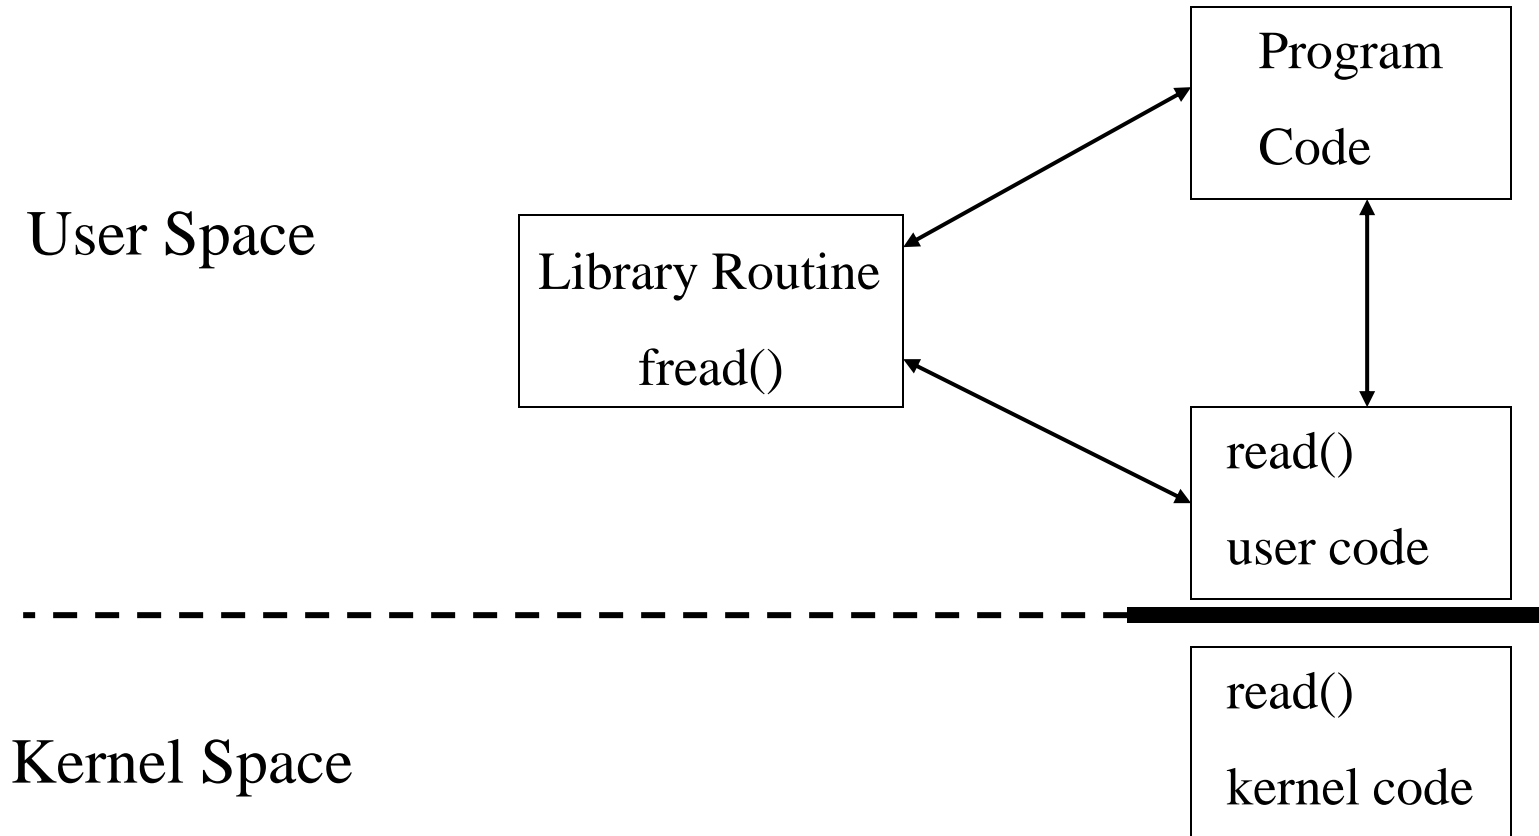 Program
Code
User Space
Library Routine
fread()
read()
user code
read()
Kernel Space
kernel code